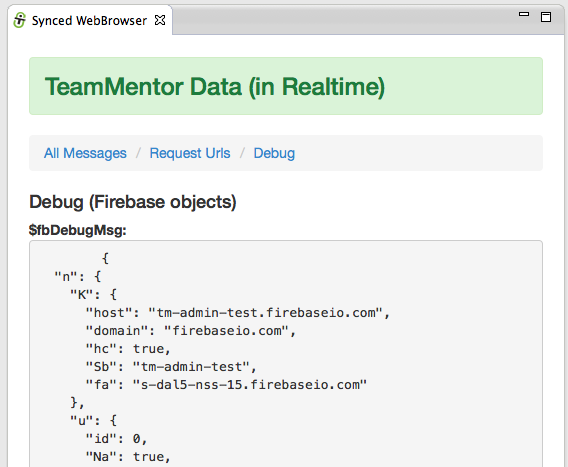 Synced WebBrowser
TeamMentor Data (in Realtime)
All Messages / Request Urls / Debug
Debug (Firebase objects)
$fbDebugMsg:
{
"n": {
"K": {
"host": "tm-admin-test.firebaseio.com",
"domain": "firebaseio.com",
"hc": true,
"Sb": "tm-admin-test",
"fa": "s-dal5-nss-15.firebaseio.com"
},
"u": {
"id": 0,
"Na": true,